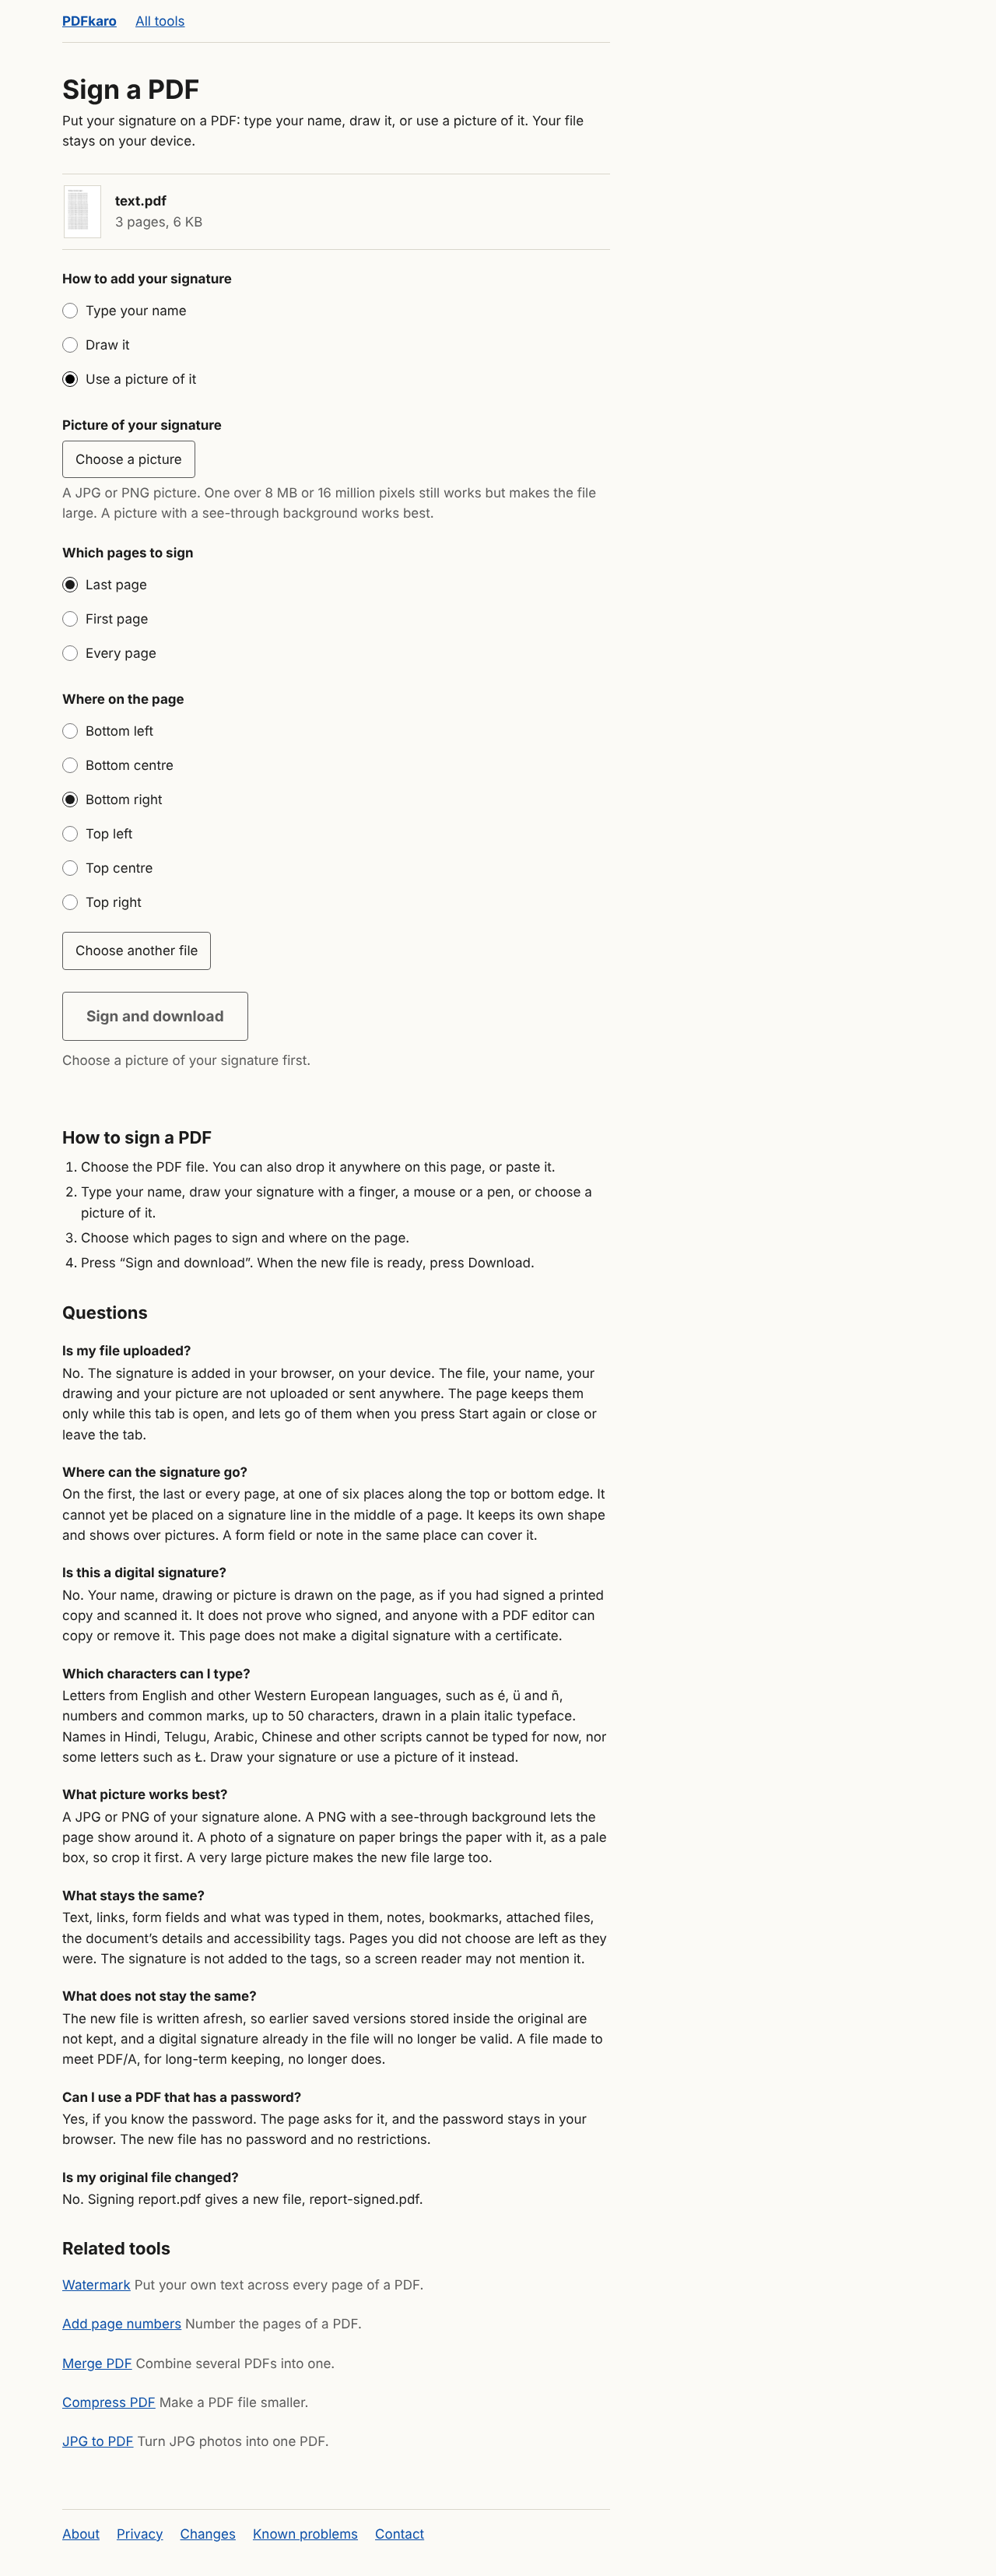 PDFkaro All tools
Sign a PDF
Put your signature on a PDF: type your name, draw it, or use a picture of it. Your file
stays on your device.
text.pdf
3 pages, 6 KB
How to add your signature
Type your name
Draw it
Use a picture of it
Picture of your signature
Choose a picture
A JPG or PNG picture. One over 8 MB or 16 million pixels still works but makes the file
large. A picture with a see-through background works best.
Which pages to sign
Last page
First page
Every page
Where on the page
Bottom left
Bottom centre
Bottom right
Top left
Top centre
Top right
Choose another file
Sign and download
Choose a picture of your signature first.
How to sign a PDF
1. Choose the PDF file. You can also drop it anywhere on this page, or paste it.
2. Type your name, draw your signature with a finger, a mouse or a pen, or choose a
picture of it.
3. Choose which pages to sign and where on the page.
4. Press “Sign and download”. When the new file is ready, press Download.
Questions
Is my file uploaded?
No. The signature is added in your browser, on your device. The file, your name, your
drawing and your picture are not uploaded or sent anywhere. The page keeps them
only while this tab is open, and lets go of them when you press Start again or close or
leave the tab.
Where can the signature go?
On the first, the last or every page, at one of six places along the top or bottom edge. It
cannot yet be placed on a signature line in the middle of a page. It keeps its own shape
and shows over pictures. A form field or note in the same place can cover it.
Is this a digital signature?
No. Your name, drawing or picture is drawn on the page, as if you had signed a printed
copy and scanned it. It does not prove who signed, and anyone with a PDF editor can
copy or remove it. This page does not make a digital signature with a certificate.
Which characters can I type?
Letters from English and other Western European languages, such as é, ü and ñ,
numbers and common marks, up to 50 characters, drawn in a plain italic typeface.
Names in Hindi, Telugu, Arabic, Chinese and other scripts cannot be typed for now, nor
some letters such as Ł. Draw your signature or use a picture of it instead.
What picture works best?
A JPG or PNG of your signature alone. A PNG with a see-through background lets the
page show around it. A photo of a signature on paper brings the paper with it, as a pale
box, so crop it first. A very large picture makes the new file large too.
What stays the same?
Text, links, form fields and what was typed in them, notes, bookmarks, attached files,
the document’s details and accessibility tags. Pages you did not choose are left as they
were. The signature is not added to the tags, so a screen reader may not mention it.
What does not stay the same?
The new file is written afresh, so earlier saved versions stored inside the original are
not kept, and a digital signature already in the file will no longer be valid. A file made to
meet PDF/A, for long-term keeping, no longer does.
Can I use a PDF that has a password?
Yes, if you know the password. The page asks for it, and the password stays in your
browser. The new file has no password and no restrictions.
Is my original file changed?
No. Signing report.pdf gives a new file, report-signed.pdf.
Related tools
Watermark Put your own text across every page of a PDF.
Add page numbers Number the pages of a PDF.
Merge PDF Combine several PDFs into one.
Compress PDF Make a PDF file smaller.
JPG to PDF Turn JPG photos into one PDF.
About Privacy Changes Known problems Contact